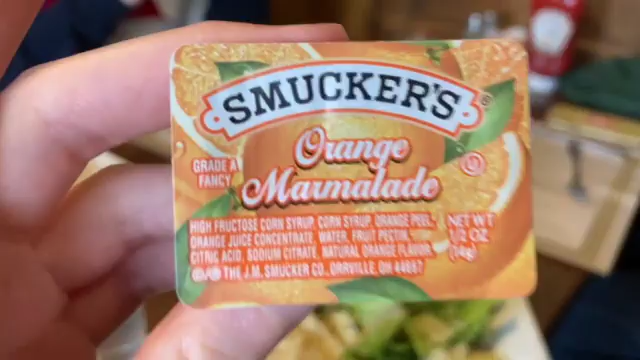 SMUCKER'S®
GRADE A
FANCY
Orange
Marmalade
HIGH FRUCTOSE CORN SYRUP, CORN SYRUP, ORANGE PEEL,
ORANGE JUICE CONCENTRATE, WATER, FRUIT PECTIN,
CITRIC ACID, SODIUM CITRATE, NATURAL ORANGE FLAVOR.
THE J.M. SMUCKER CO., ORRVILLE, OH 44667
NET WT
1/2 OZ
(14g)